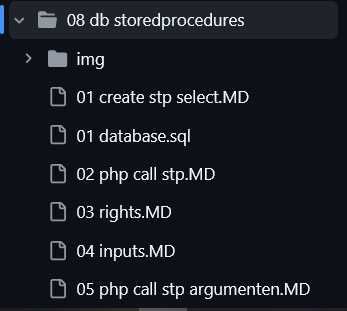 08 db storedprocedures
img
01 create stp select.MD
01 database.sql
02 php call stp.MD
03 rights.MD
04 inputs.MD
05 php call stp argumenten.MD